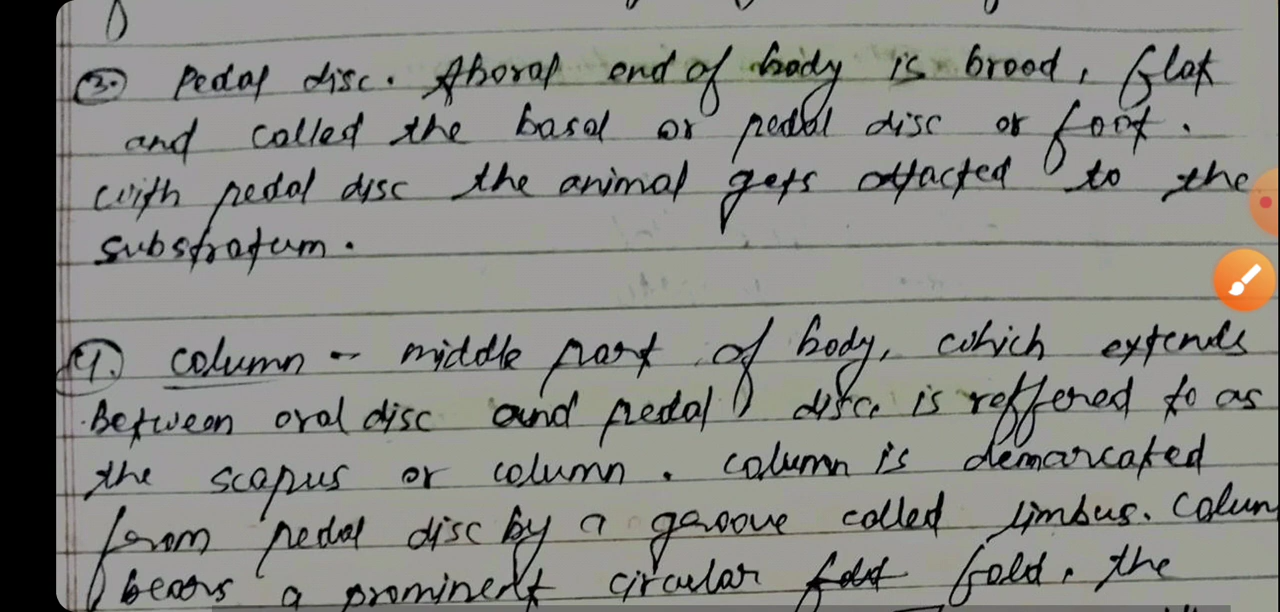 3. Pedal disc. Aboral end of body is broad, flat
and called the basal or pedal disc or foot.
with pedal disc the animal gets attacted to the
substratum.
4. column - middle part of body, which extends
Between oral disc and pedal disc is reffered to as
the scapus or column. column is demarcated
from pedal disc by a groove called limbus. Colum
bears a prominent circular fold fold, the